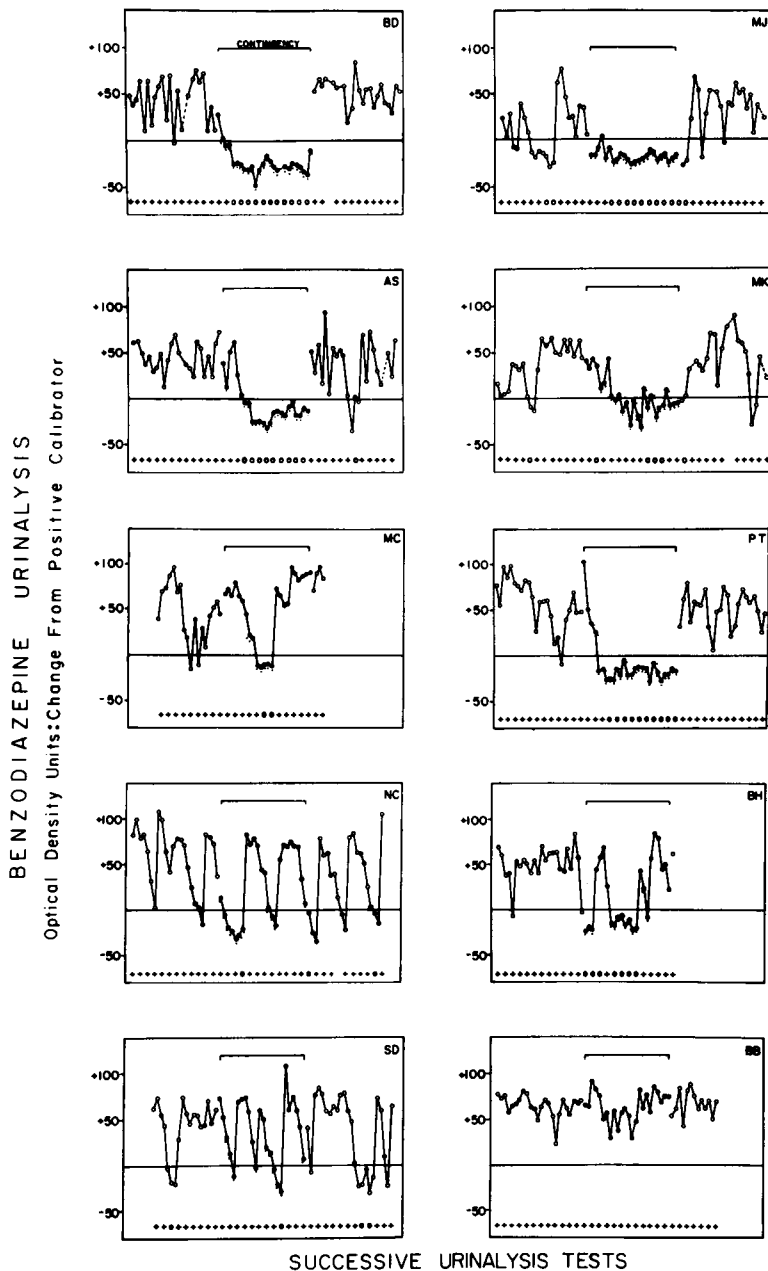 BENZODIAZEPINE URINALYSIS
Optical Density Units: Change From Positive Calibrator
BD
CONTINGENCY
+100
+50
-50
MJ
+100
+50
-50
AS
+100
+50
-50
MK
+100
+50
-50
MC
+100
+50
-50
PT
+100
+50
-50
NC
+100
+50
-50
BH
+100
+50
-50
SD
+100
+50
-50
BB
+100
+50
-50
SUCCESSIVE URINALYSIS TESTS